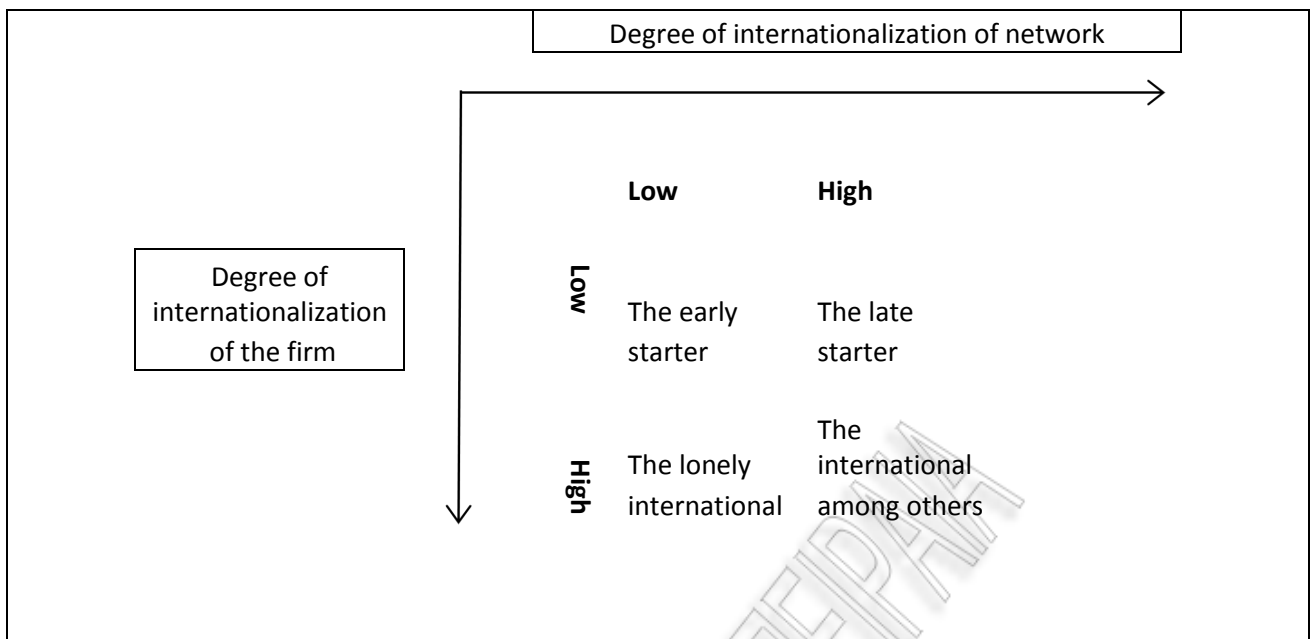 Degree of internationalization of network
Low High
Degree of
internationalization
of the firm
Low
The early
starter
The late
starter
High
The lonely
international
The
international
among others